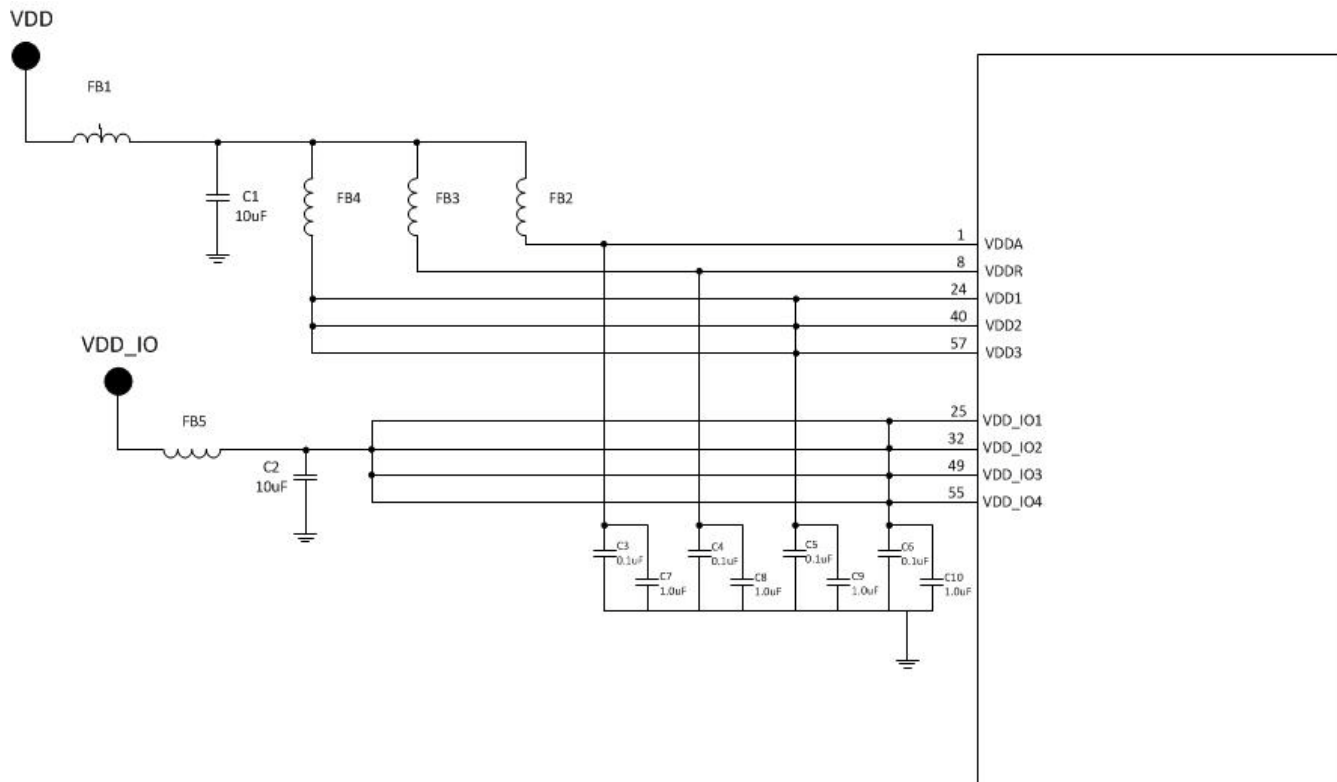 VDD
FB1
C1
10uF
FB4
FB3
FB2
1
VDDA
8
VDDR
24
VDD1
40
VDD2
57
VDD3
VDD_IO
FB5
C2
10uF
25
VDD_IO1
32
VDD_IO2
49
VDD_IO3
55
VDD_IO4
C3
0.1uF
C7
1.0uF
C4
0.1uF
C8
1.0uF
C5
0.1uF
C9
1.0uF
C6
0.1uF
C10
1.0uF